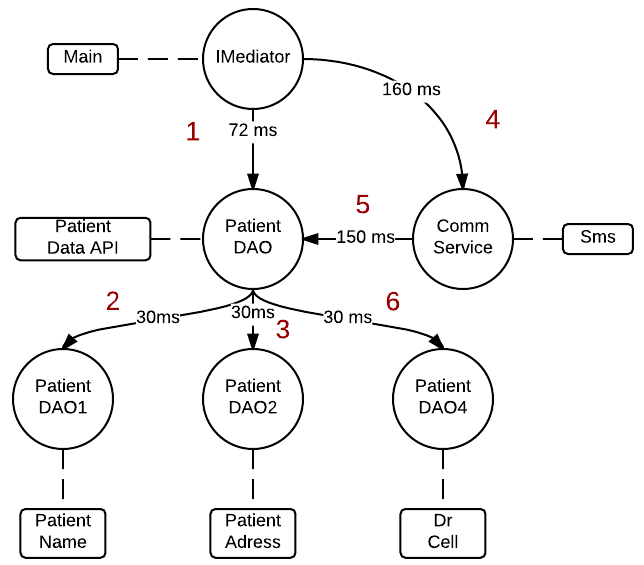 Main
IMediator
160 ms
1
72 ms
4
Patient
Data API
Patient
DAO
5
150 ms
Comm
Service
Sms
2
30ms
30ms
3
30 ms
6
Patient
DAO1
Patient
DAO2
Patient
DAO4
Patient
Name
Patient
Adress
Dr
Cell